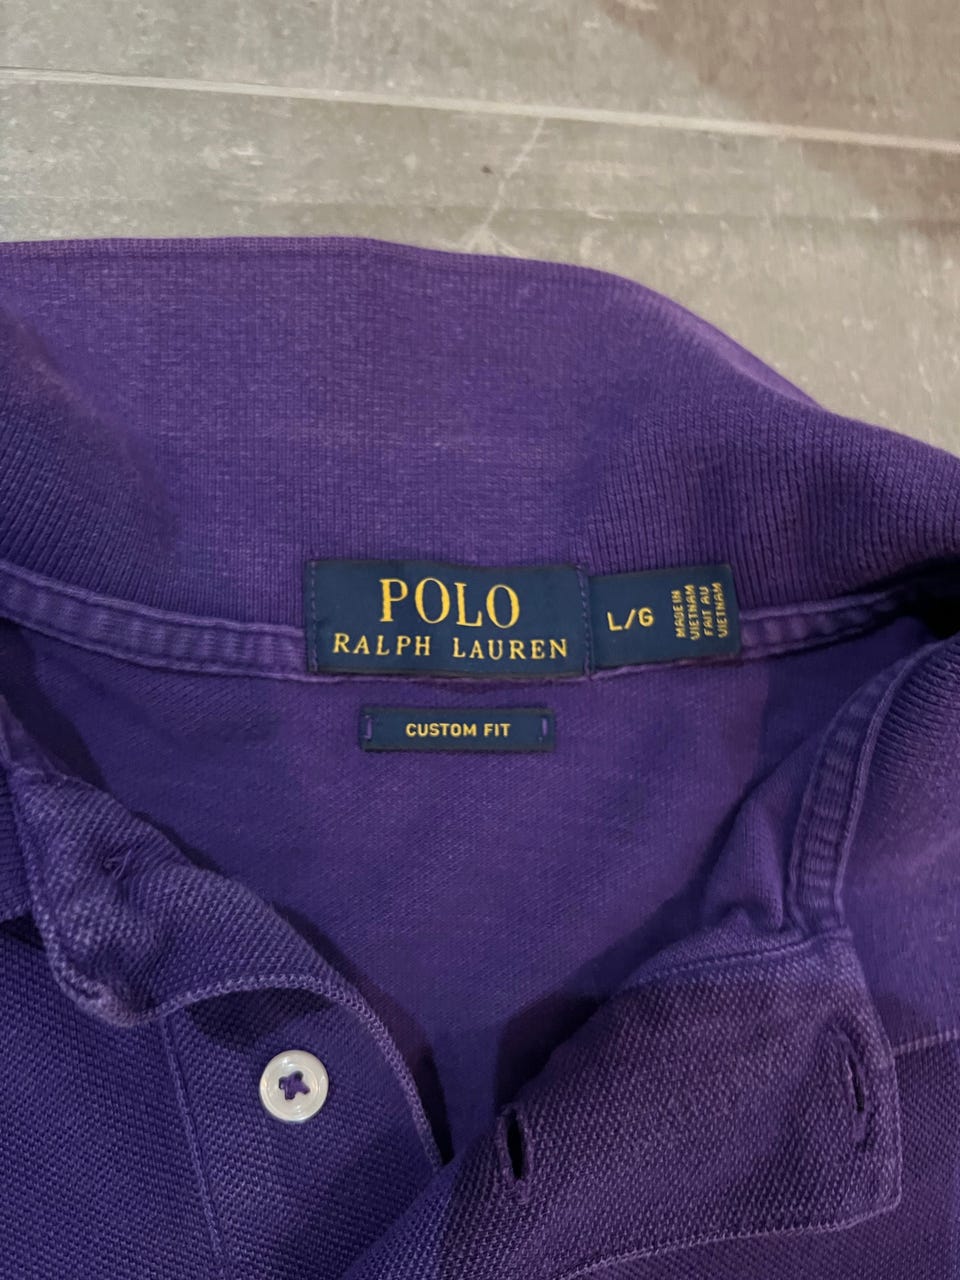 POLO
RALPH LAUREN
L/G
MADE IN
VIETNAM
FAIT AU
VIETNAM
CUSTOM FIT